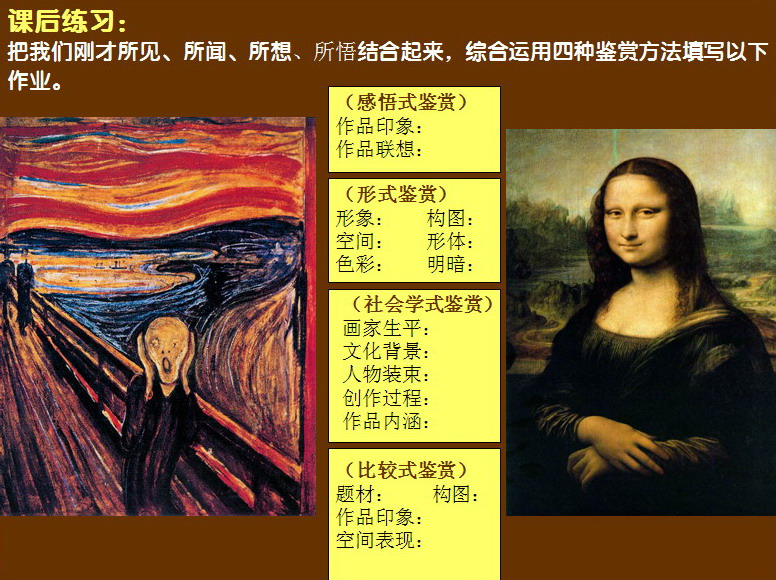 课后练习：
把我们刚才所见、所闻、所想、所悟结合起来，综合运用四种鉴赏方法填写以下
作业。
（感悟式鉴赏）
作品印象：
作品联想：
（形式鉴赏）
形象： 构图：
空间： 形体：
色彩： 明暗：
（社会学式鉴赏）
画家生平：
文化背景：
人物装束：
创作过程：
作品内涵：
（比较式鉴赏）
题材： 构图：
作品印象：
空间表现：